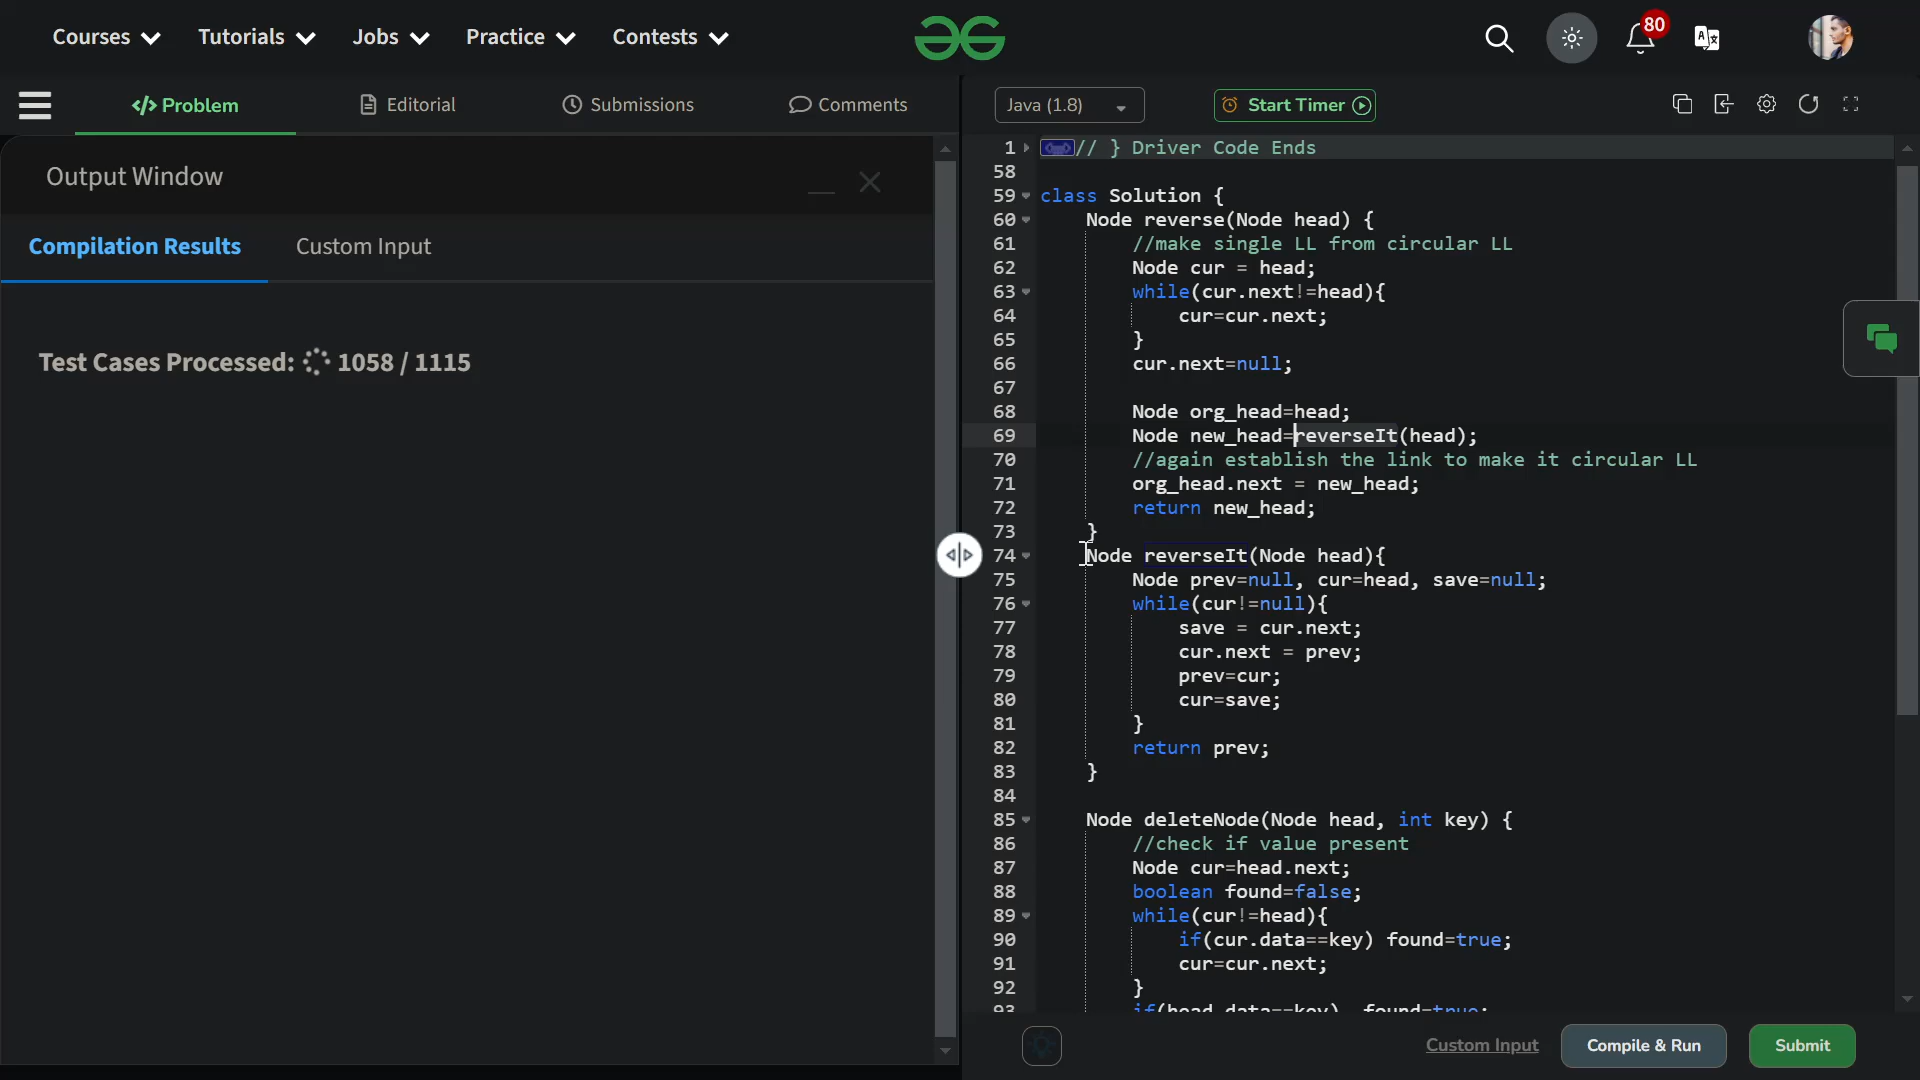 Courses Tutorials Jobs Practice Contests 80
Problem Editorial Submissions Comments
Output Window
Compilation Results Custom Input
Test Cases Processed: 1058 / 1115
Java (1.8) Start Timer
1 // } Driver Code Ends
58
59 class Solution {
60 Node reverse(Node head) {
61 //make single LL from circular LL
62 Node cur = head;
63 while(cur.next!=head){
64 cur=cur.next;
65 }
66 cur.next=null;
67
68 Node org_head=head;
69 Node new_head=reverseIt(head);
70 //again establish the link to make it circular LL
71 org_head.next = new_head;
72 return new_head;
73 }
74 Node reverseIt(Node head){
75 Node prev=null, cur=head, save=null;
76 while(cur!=null){
77 save = cur.next;
78 cur.next = prev;
79 prev=cur;
80 cur=save;
81 }
82 return prev;
83 }
84
85 Node deleteNode(Node head, int key) {
86 //check if value present
87 Node cur=head.next;
88 boolean found=false;
89 while(cur!=head){
90 if(cur.data==key) found=true;
91 cur=cur.next;
92 }
93 if(head.data==key) found=true;
Custom Input Compile & Run Submit